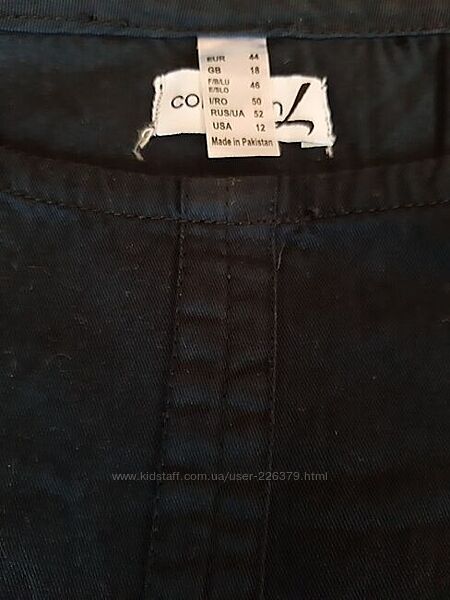 EUR 44
GB 18
F/B/LU 46
E/BLO
I/RO 50
RUS/UA 52
USA 12
Made in Pakistan
L
www.kidstaff.com.ua/user-226379.html